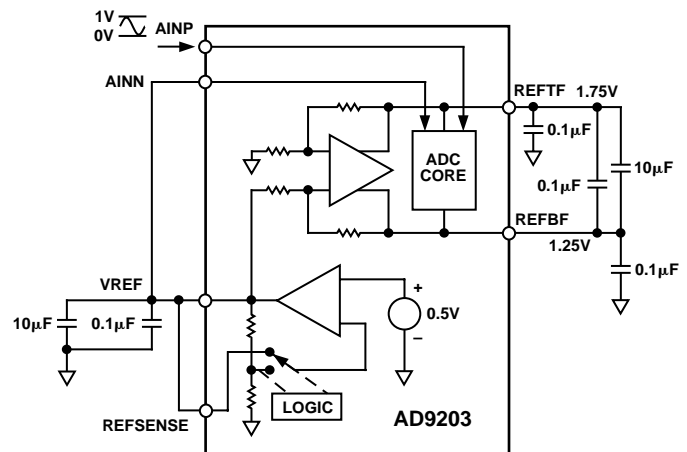 1V
0V
AINP
AINN
REFTF
1.75V
0.1μF
ADC
CORE
0.1μF
10μF
REFBF
1.25V
VREF
0.1μF
10μF
0.1μF
+
0.5V
–
LOGIC
AD9203
REFSENSE